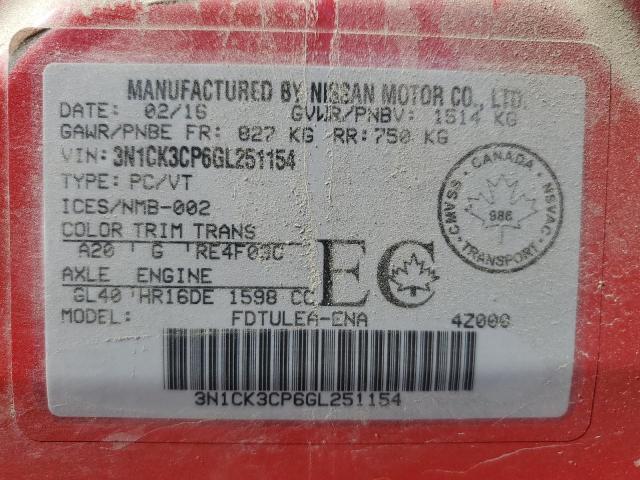 MANUFACTURED BY NISSAN MOTOR CO., LTD.
DATE: 02/16 GVWR/PNBV: 1514 KG
GAWR/PNBE FR: 827 KG RR: 750 KG
VIN: 3N1CK3CP6GL251154
TYPE: PC/VT
ICES/NMB-002
COLOR TRIM TRANS
A20 G RE4F03C
AXLE ENGINE
GL40 HR16DE 1598 CC
MODEL: FDTULEA-ENA 4Z000
EC
CANADA
CMVSS NSVAC
986
TRANSPORT
3N1CK3CP6GL251154